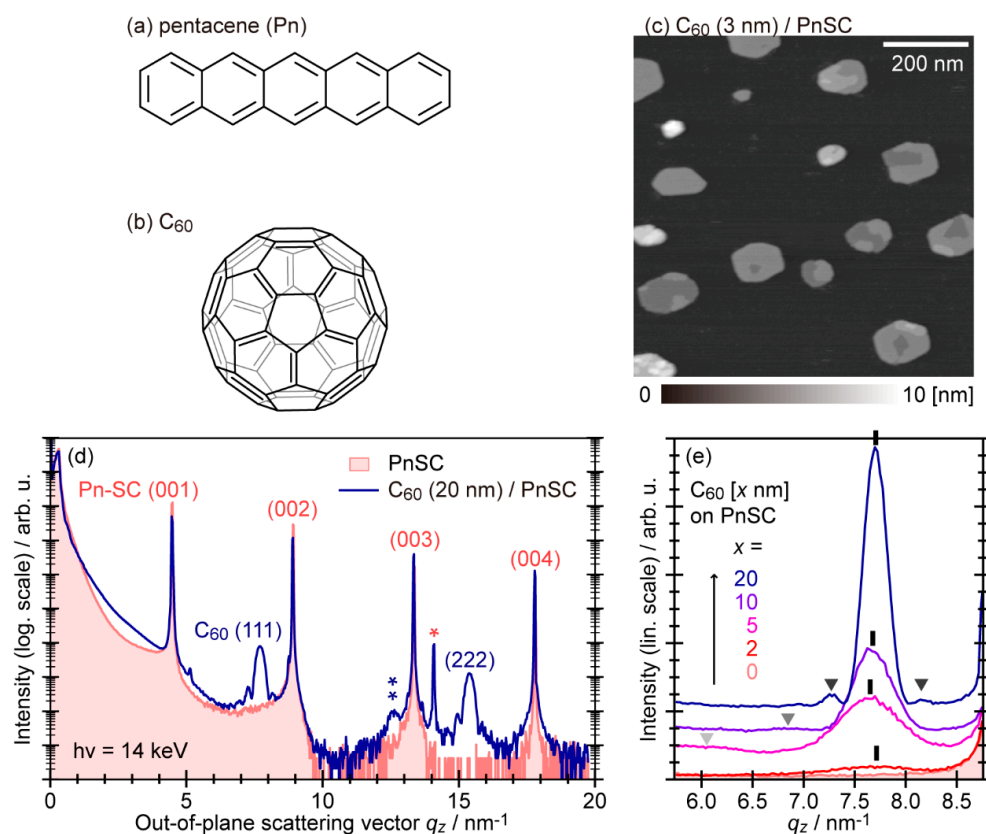 (a) pentacene (Pn)
(b) C60
(c) C60 (3 nm) / PnSC
200 nm
0
10 [nm]
(d)
PnSC
C60 (20 nm) / PnSC
Pn-SC (001)
(002)
(003)
(004)
*
C60 (111)
(222)
**
hν = 14 keV
Intensity (log. scale) / arb. u.
0 5 10 15 20
Out-of-plane scattering vector qz / nm-1
(e)
C60 [x nm]
on PnSC
x =
20
10
5
2
0
Intensity (lin. scale) / arb. u.
6.0 6.5 7.0 7.5 8.0 8.5
qz / nm-1